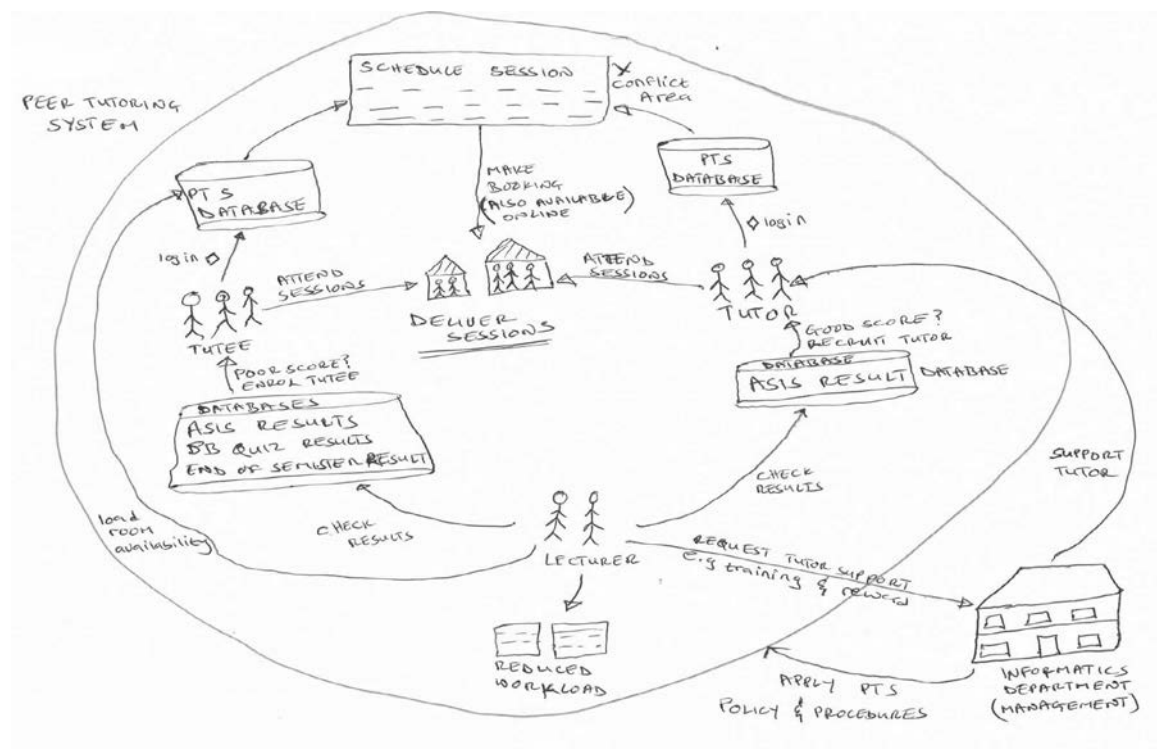 PEER TUTORING
SYSTEM
SCHEDULE SESSION
X
Conflict
Area
PTS
DATABASE
PTS
DATABASE
MAKE
BOOKING
(ALSO AVAILABLE)
ONLINE
login
login
ATTEND
SESSIONS
ATTEND
SESSIONS
TUTEE
DELIVER
SESSIONS
TUTOR
POOR SCORE?
ENROL TUTEE
GOOD SCORE?
RECRUIT TUTOR
DATABASES
ASIS RESULTS
BB QUIZ RESULTS
END OF SEMISTER RESULT
DATABASE
ASIS RESULT
DATABASE
load
room
availability
CHECK
RESULTS
CHECK
RESULTS
SUPPORT
TUTOR
LECTURER
REQUEST TUTOR SUPPORT
e.g training & reward
REDUCED
WORKLOAD
APPLY PTS
POLICY & PROCEDURES
INFORMATICS
DEPARTMENT
(MANAGEMENT)